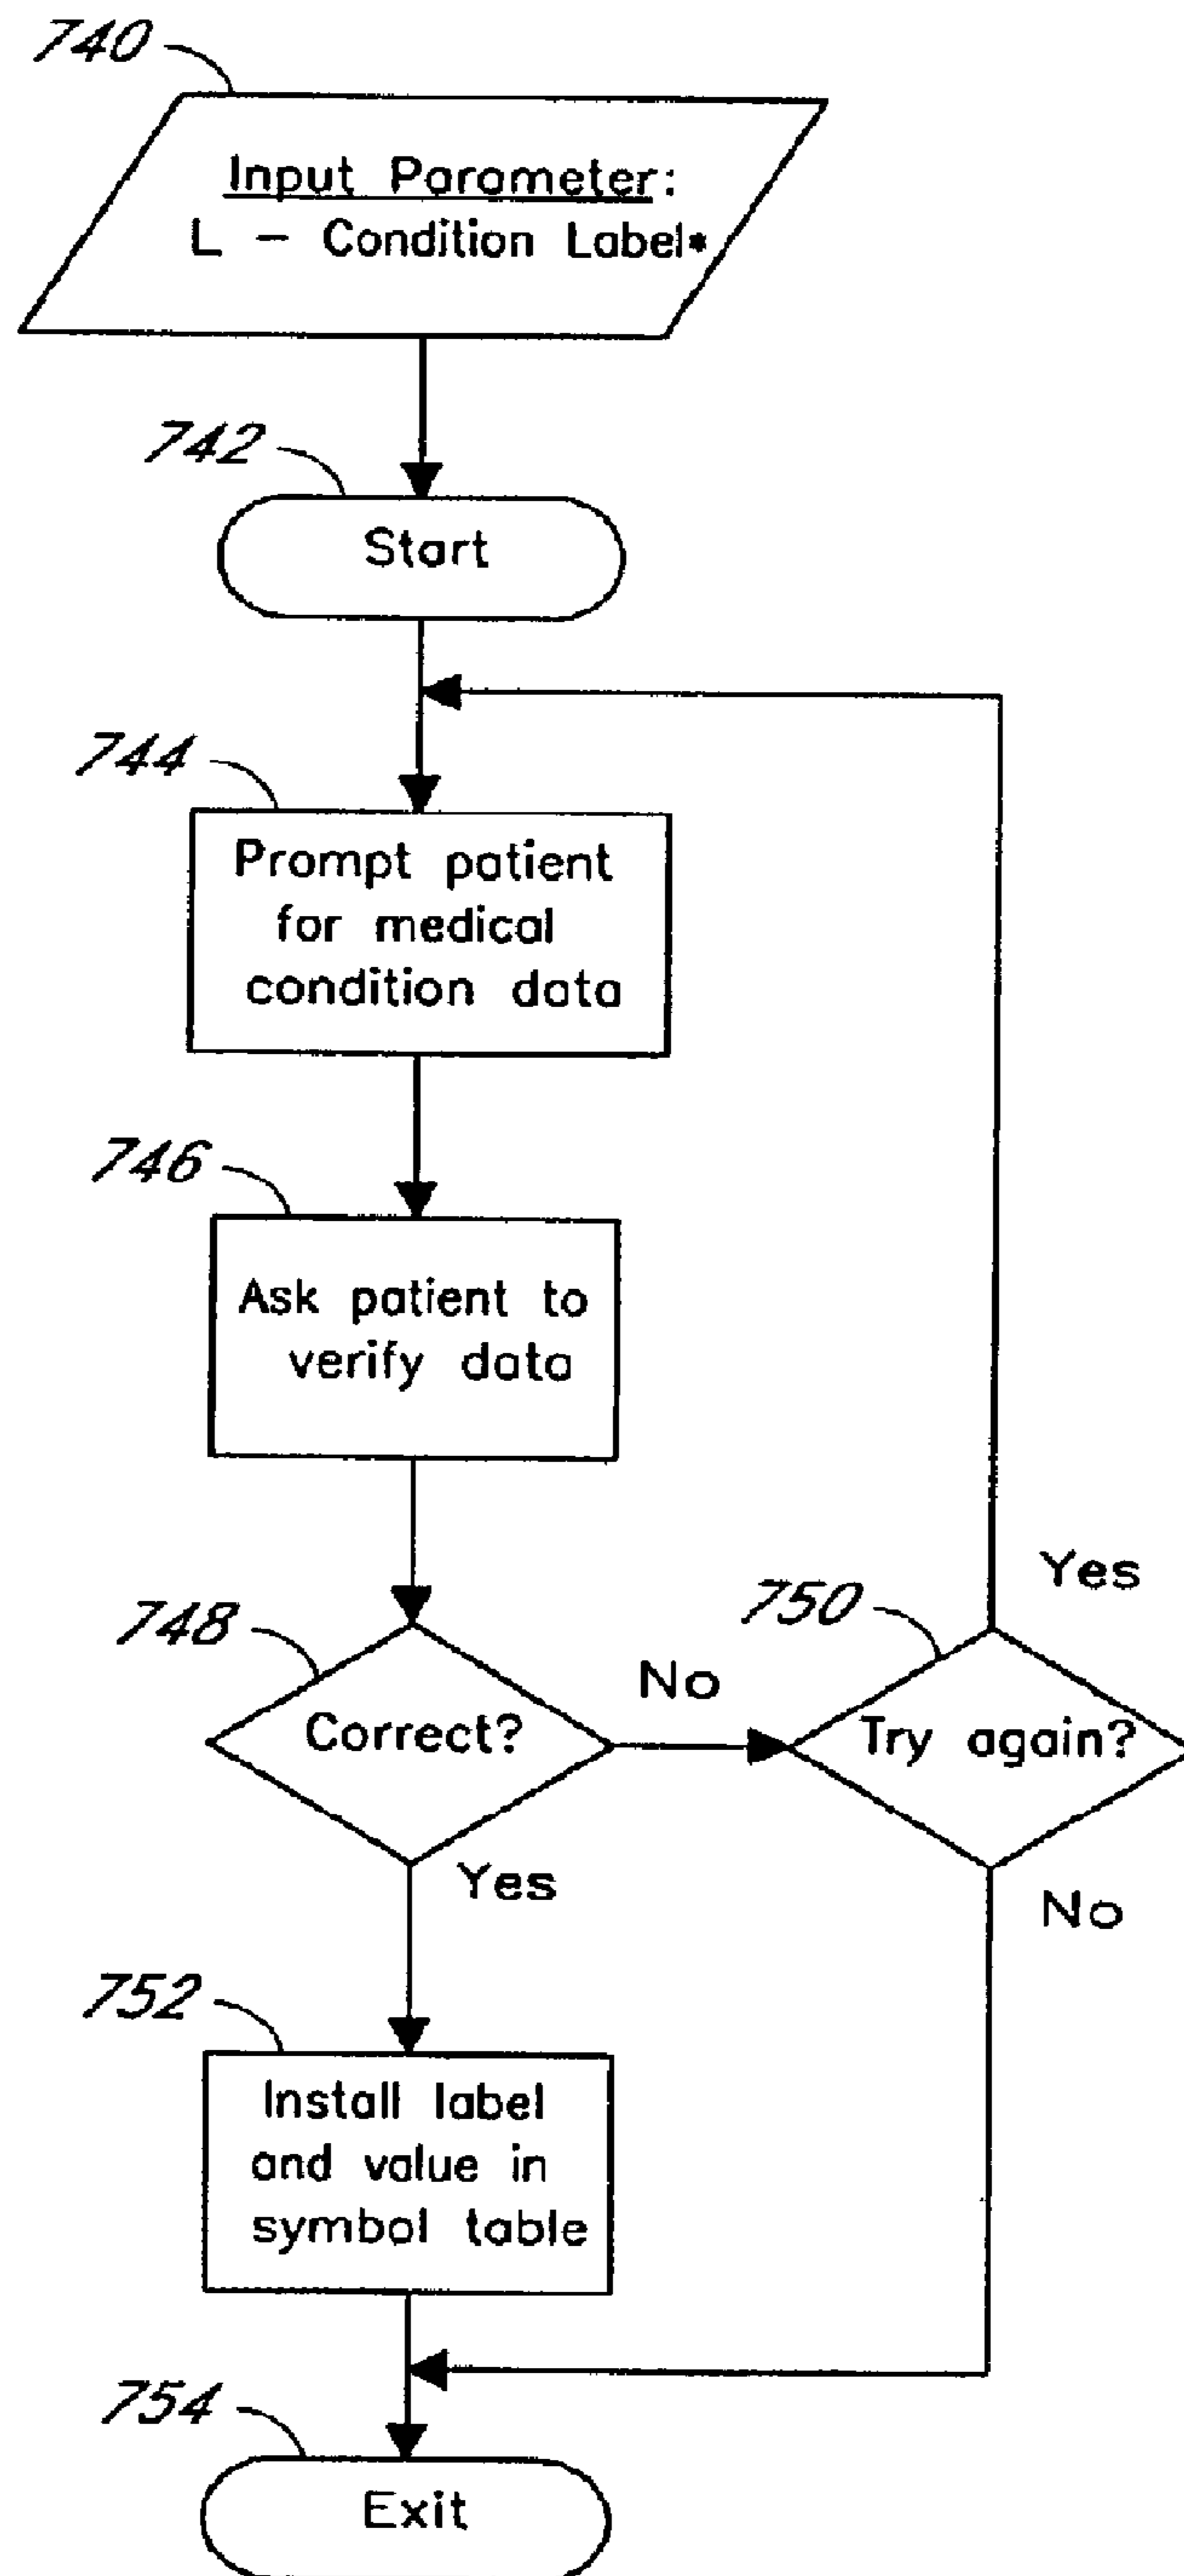 740
Input Parameter:
L - Condition Label*
742
Start
744
Prompt patient
for medical
condition data
746
Ask patient to
verify data
748
Correct?
No
750
Try again?
Yes
No
Yes
752
Install label
and value in
symbol table
754
Exit